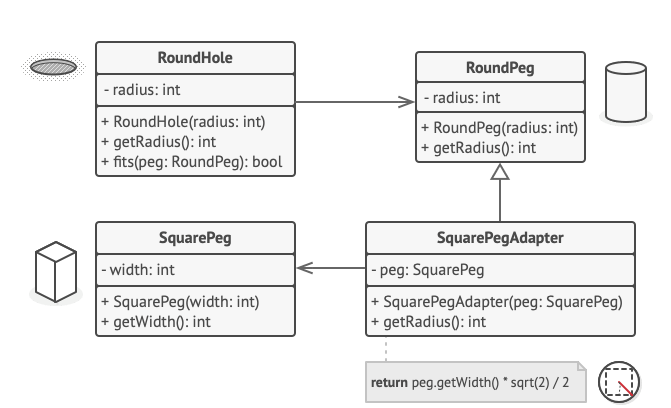 RoundHole
- radius: int
+ RoundHole(radius: int)
+ getRadius(): int
+ fits(peg: RoundPeg): bool
RoundPeg
- radius: int
+ RoundPeg(radius: int)
+ getRadius(): int
SquarePeg
- width: int
+ SquarePeg(width: int)
+ getWidth(): int
SquarePegAdapter
- peg: SquarePeg
+ SquarePegAdapter(peg: SquarePeg)
+ getRadius(): int
return peg.getWidth() * sqrt(2) / 2